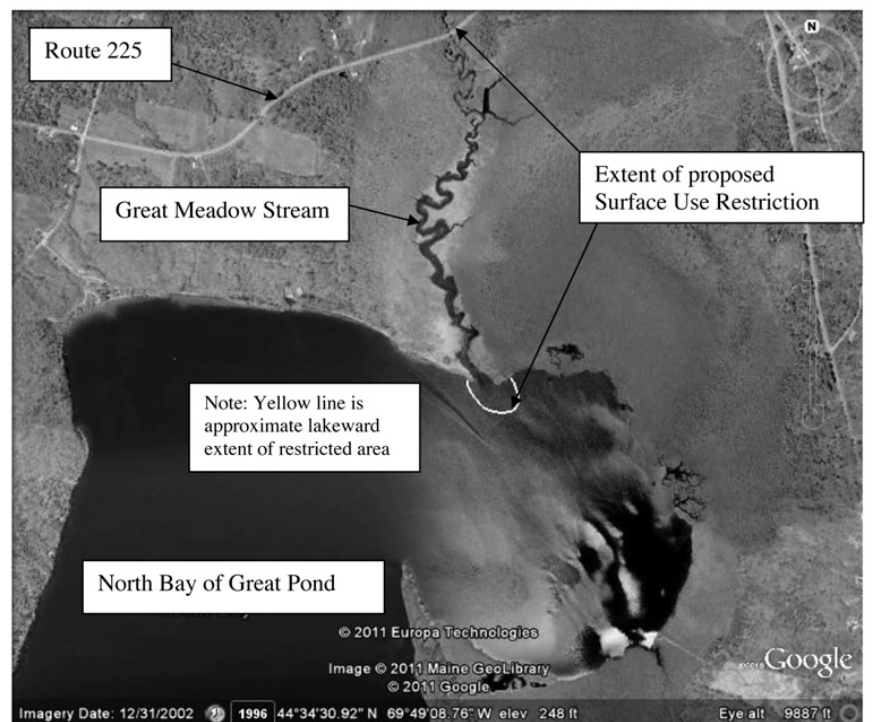 Route 225
N
Extent of proposed
Surface Use Restriction
Great Meadow Stream
Note: Yellow line is
approximate lakeward
extent of restricted area
North Bay of Great Pond
© 2011 Europa Technologies
Image © 2011 Maine GeoLibrary
© 2011 Google
Google
Imagery Date: 12/31/2002 1996 44°34'30.92" N 69°49'08.76" W elev 248 ft Eye alt 9887 ft